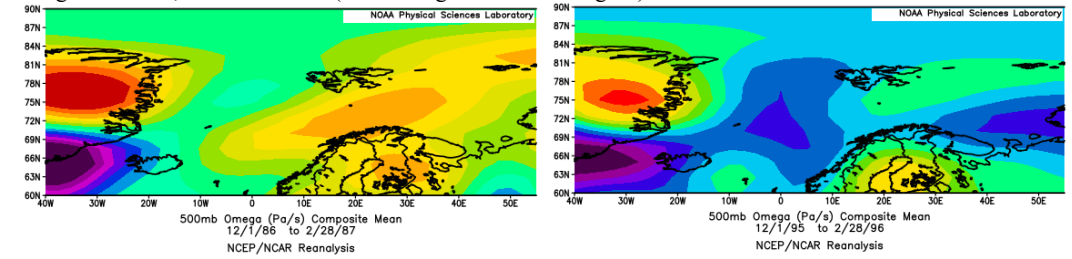 NOAA Physical Sciences Laboratory
90N
87N
84N
81N
78N
75N
72N
69N
66N
63N
60N
40W 30W 20W 10W 0 10E 20E 30E 40E 50E
500mb Omega (Pa/s) Composite Mean
12/1/86 to 2/28/87
NCEP/NCAR Reanalysis
NOAA Physical Sciences Laboratory
90N
87N
84N
81N
78N
75N
72N
69N
66N
63N
60N
40W 30W 20W 10W 0 10E 20E 30E 40E 50E
500mb Omega (Pa/s) Composite Mean
12/1/95 to 2/28/96
NCEP/NCAR Reanalysis